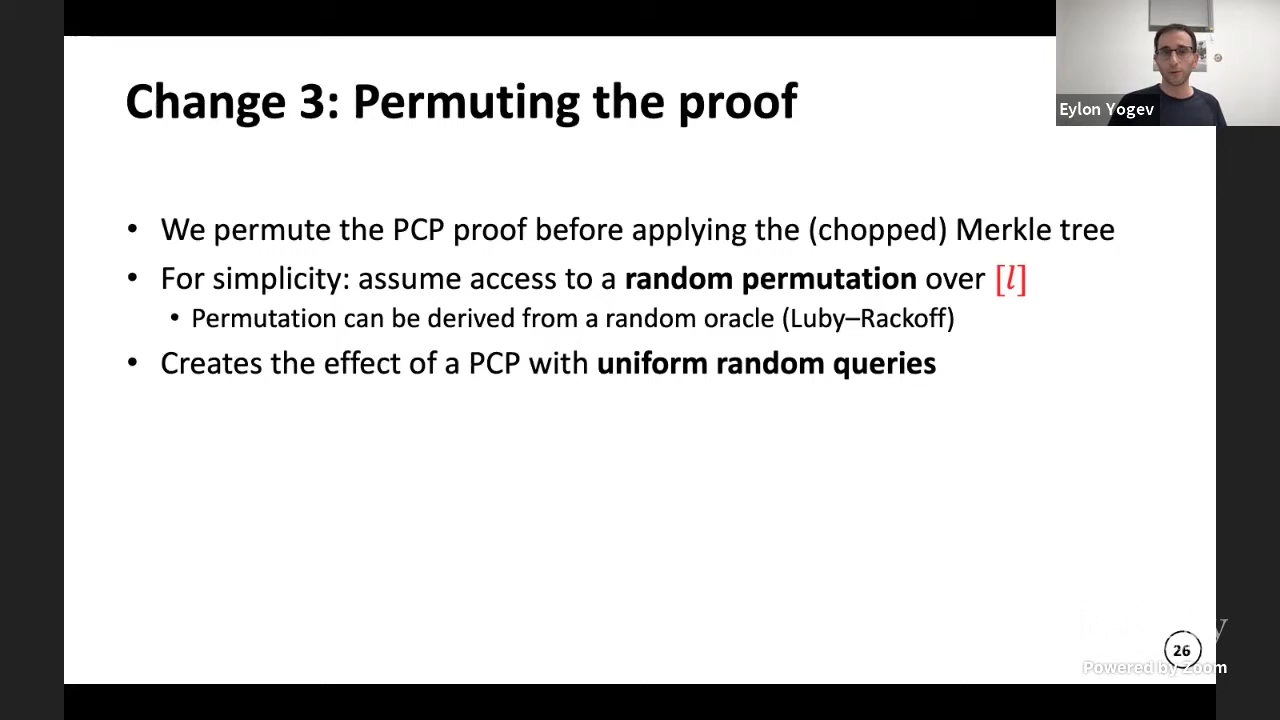 Change 3: Permuting the proof
Eylon Yogev
• We permute the PCP proof before applying the (chopped) Merkle tree
• For simplicity: assume access to a random permutation over [l]
• Permutation can be derived from a random oracle (Luby–Rackoff)
• Creates the effect of a PCP with uniform random queries
26
Powered by Zoom